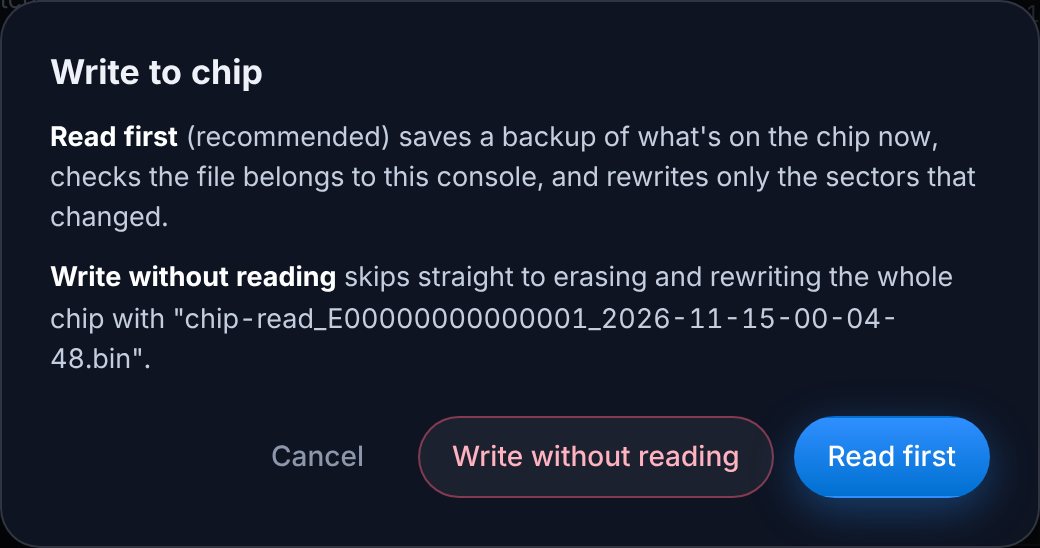 Write to chip
Read first (recommended) saves a backup of what's on the chip now,
checks the file belongs to this console, and rewrites only the sectors that
changed.
Write without reading skips straight to erasing and rewriting the whole
chip with "chip-read_E00000000000001_2026-11-15-00-04-
48.bin".
Cancel
Write without reading
Read first